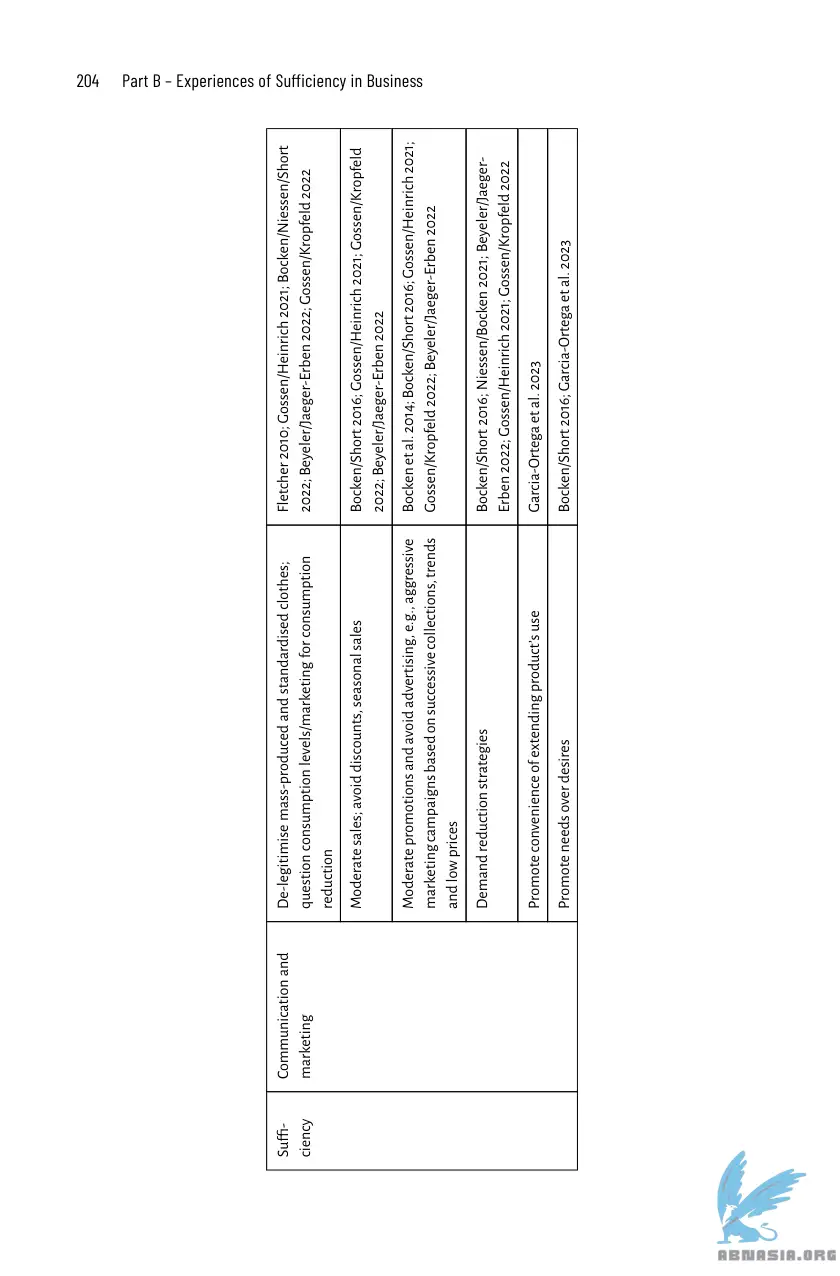 204 Part B – Experiences of Sufficiency in Business
Suffi-
ciency
Communication and
marketing
De-legitimise mass-produced and standardised clothes;
question consumption levels/marketing for consumption
reduction
Fletcher 2010; Gossen/Heinrich 2021; Bocken/Niessen/Short
2022; Beyeler/Jaeger-Erben 2022; Gossen/Kropfeld 2022
Moderate sales; avoid discounts, seasonal sales
Bocken/Short 2016; Gossen/Heinrich 2021; Gossen/Kropfeld
2022; Beyeler/Jaeger-Erben 2022
Moderate promotions and avoid advertising, e.g., aggressive
marketing campaigns based on successive collections, trends
and low prices
Bocken et al. 2014; Bocken/Short 2016; Gossen/Heinrich 2021;
Gossen/Kropfeld 2022; Beyeler/Jaeger-Erben 2022
Demand reduction strategies
Bocken/Short 2016; Niessen/Bocken 2021; Beyeler/Jaeger-
Erben 2022; Gossen/Heinrich 2021; Gossen/Kropfeld 2022
Promote convenience of extending product's use
Garcia-Ortega et al. 2023
Promote needs over desires
Bocken/Short 2016; Garcia-Ortega et al. 2023
ABNASIA.ORG